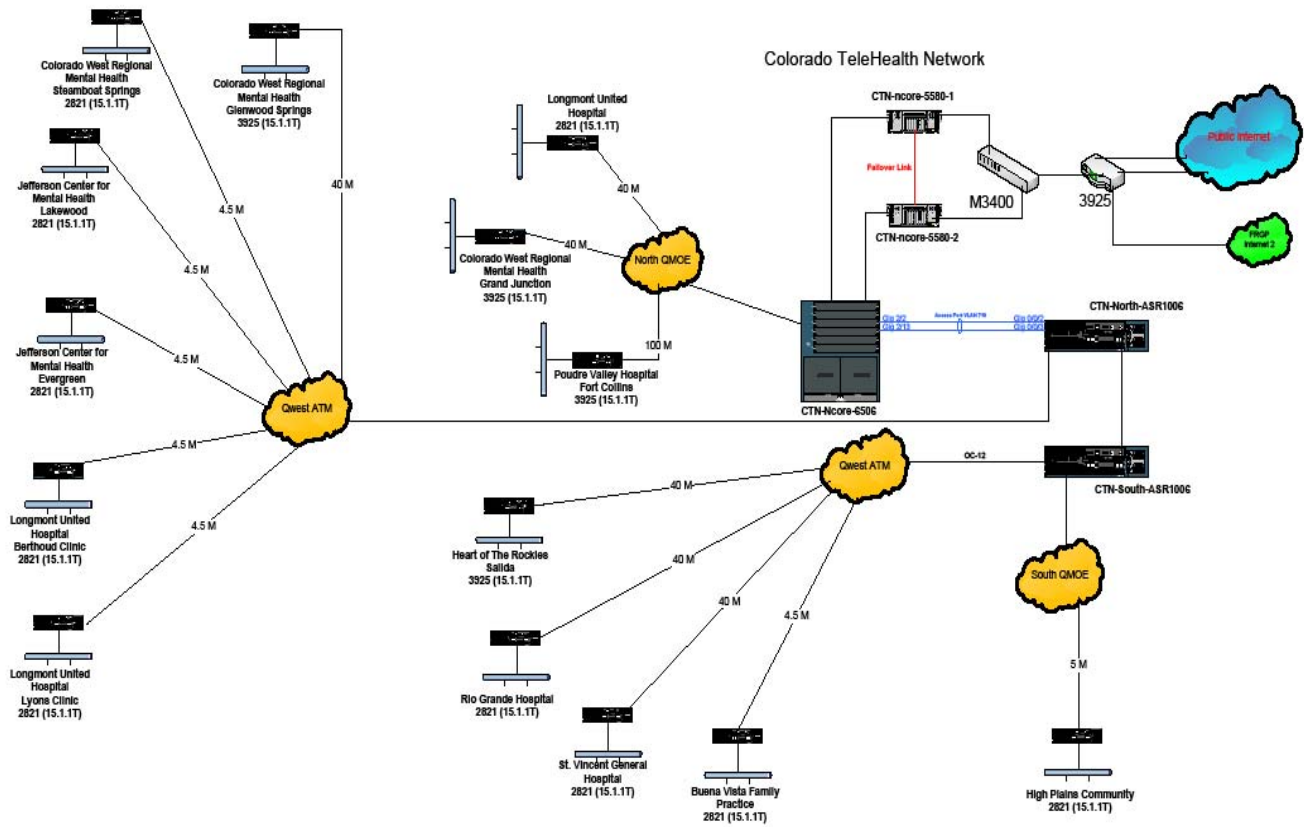 Colorado TeleHealth Network
Colorado West Regional
Mental Health
Steamboat Springs
2821 (15.1.1T)
Colorado West Regional
Mental Health
Glenwood Springs
3925 (15.1.1T)
Jefferson Center for
Mental Health
Lakewood
2821 (15.1.1T)
Jefferson Center for
Mental Health
Evergreen
2821 (15.1.1T)
Longmont United
Hospital
Berthoud Clinic
2821 (15.1.1T)
Longmont United
Hospital
Lyons Clinic
2821 (15.1.1T)
40 M
4.5 M
4.5 M
4.5 M
4.5 M
4.5 M
Qwest ATM
Longmont United
Hospital
2821 (15.1.1T)
40 M
Colorado West Regional
Mental Health
Grand Junction
3925 (15.1.1T)
40 M
North QMOE
100 M
Poudre Valley Hospital
Fort Collins
3925 (15.1.1T)
CTN-ncore-5580-1
Failover Link
CTN-ncore-5580-2
M3400
3925
Public Internet
FRGP
Internet 2
CTN-Ncore-6506
Gig 2/2
Gig 2/13
Access Port VLAN 716
CTN-North-ASR1006
CTN-South-ASR1006
OC-12
Qwest ATM
40 M
Heart of The Rockies
Salida
3925 (15.1.1T)
40 M
Rio Grande Hospital
2821 (15.1.1T)
40 M
St. Vincent General
Hospital
2821 (15.1.1T)
4.5 M
Buena Vista Family
Practice
2821 (15.1.1T)
South QMOE
5 M
High Plains Community
2821 (15.1.1T)